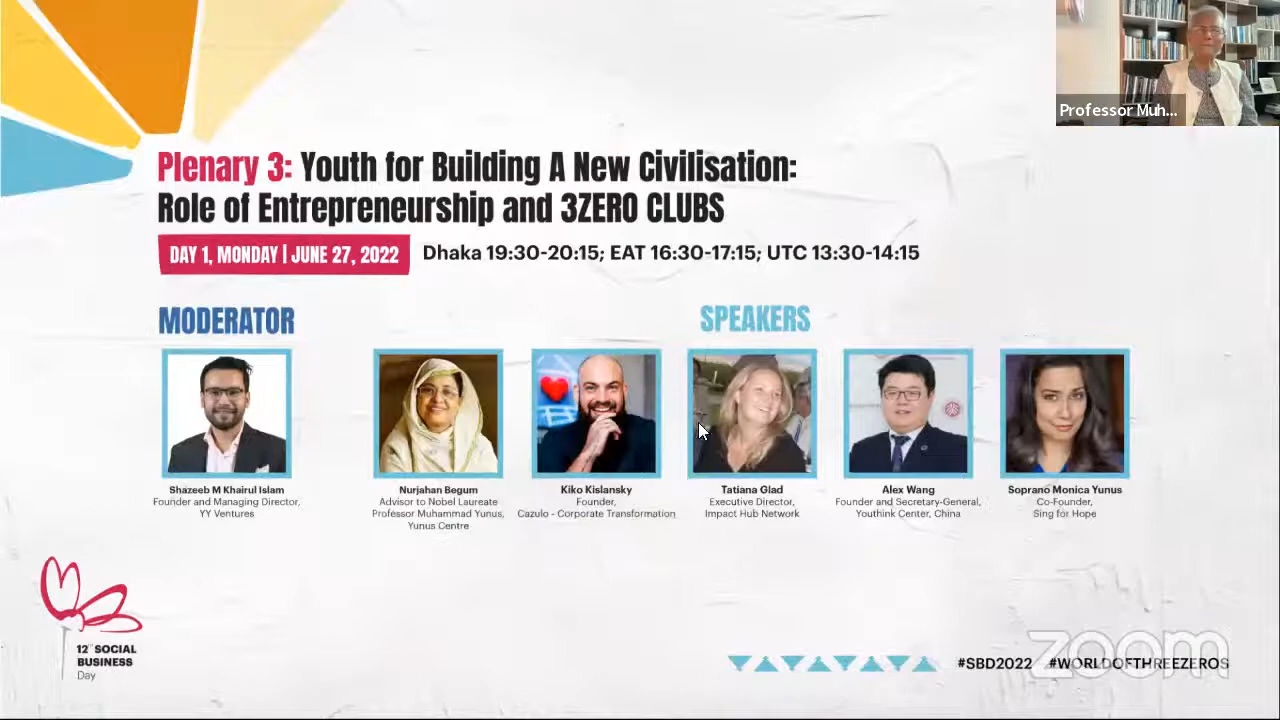 Professor Muh...
Plenary 3: Youth for Building A New Civilisation:
Role of Entrepreneurship and 3ZERO CLUBS
DAY 1, MONDAY | JUNE 27, 2022
Dhaka 19:30-20:15; EAT 16:30-17:15; UTC 13:30-14:15
MODERATOR
SPEAKERS
Shazeeb M Khairul Islam
Founder and Managing Director,
YY Ventures
Nurjahan Begum
Advisor to Nobel Laureate
Professor Muhammad Yunus,
Yunus Centre
Kiko Kislansky
Founder,
Cazulo - Corporate Transformation
Tatiana Glad
Executive Director,
Impact Hub Network
Alex Wang
Founder and Secretary-General,
Youthink Center, China
Soprano Monica Yunus
Co-Founder,
Sing for Hope
12 SOCIAL
BUSINESS
Day
#SBD2022 #WORLDOFTHREEZEROS
zoom